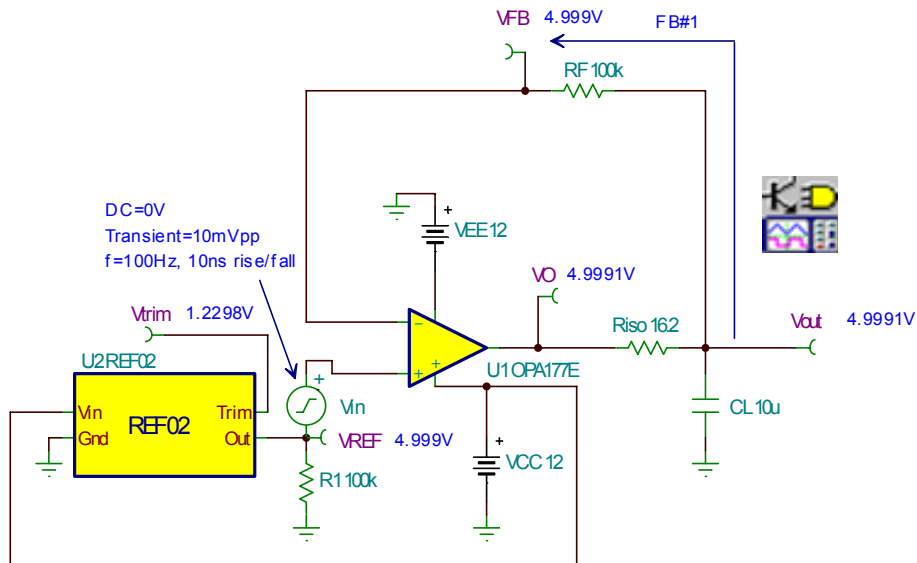 VFB 4.999V
FB#1
RF 100k
DC=0V
Transient=10mVpp
f=100Hz, 10ns rise/fall
+
VEE 12
VO 4.9991V
Vtrim 1.2298V
Riso 16.2
Vout 4.9991V
U2 REF02
−
+
+
U1 OPA177E
+
Vin
Vin
Gnd
REF02
Trim
Out
VREF 4.999V
CL 10u
R1 100k
+
VCC 12